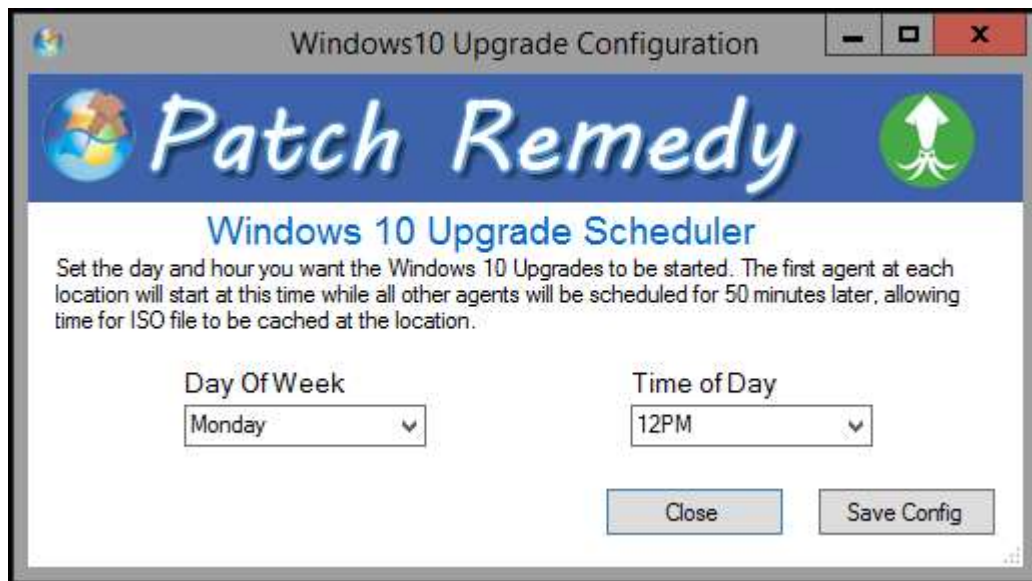 Windows10 Upgrade Configuration
Patch Remedy
Windows 10 Upgrade Scheduler
Set the day and hour you want the Windows 10 Upgrades to be started. The first agent at each
location will start at this time while all other agents will be scheduled for 50 minutes later, allowing
time for ISO file to be cached at the location.
Day Of Week
Time of Day
Monday
12PM
Close
Save Config